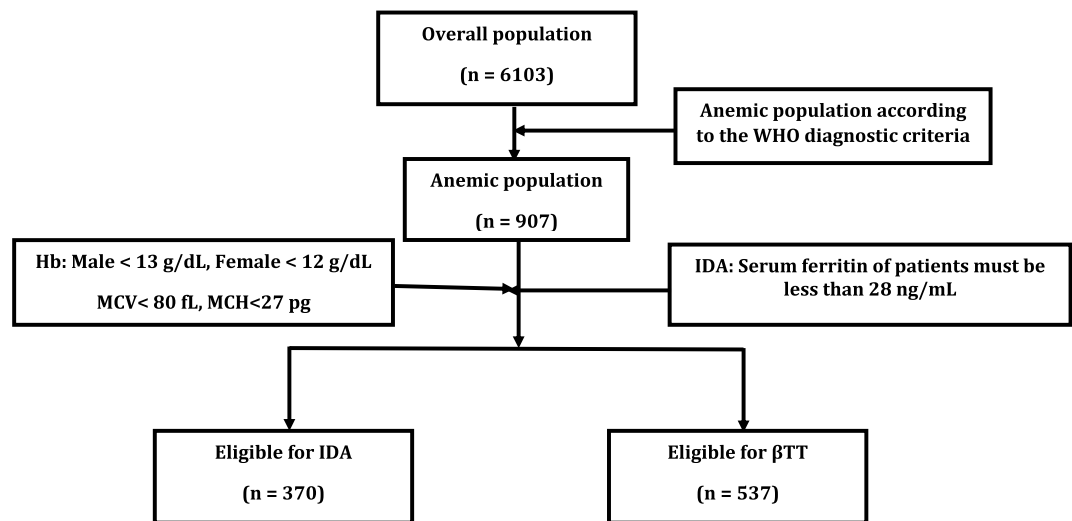 Overall population
(n = 6103)
Anemic population according
to the WHO diagnostic criteria
Anemic population
(n = 907)
Hb: Male < 13 g/dL, Female < 12 g/dL
MCV< 80 fL, MCH<27 pg
IDA: Serum ferritin of patients must be
less than 28 ng/mL
Eligible for IDA
(n = 370)
Eligible for βTT
(n = 537)